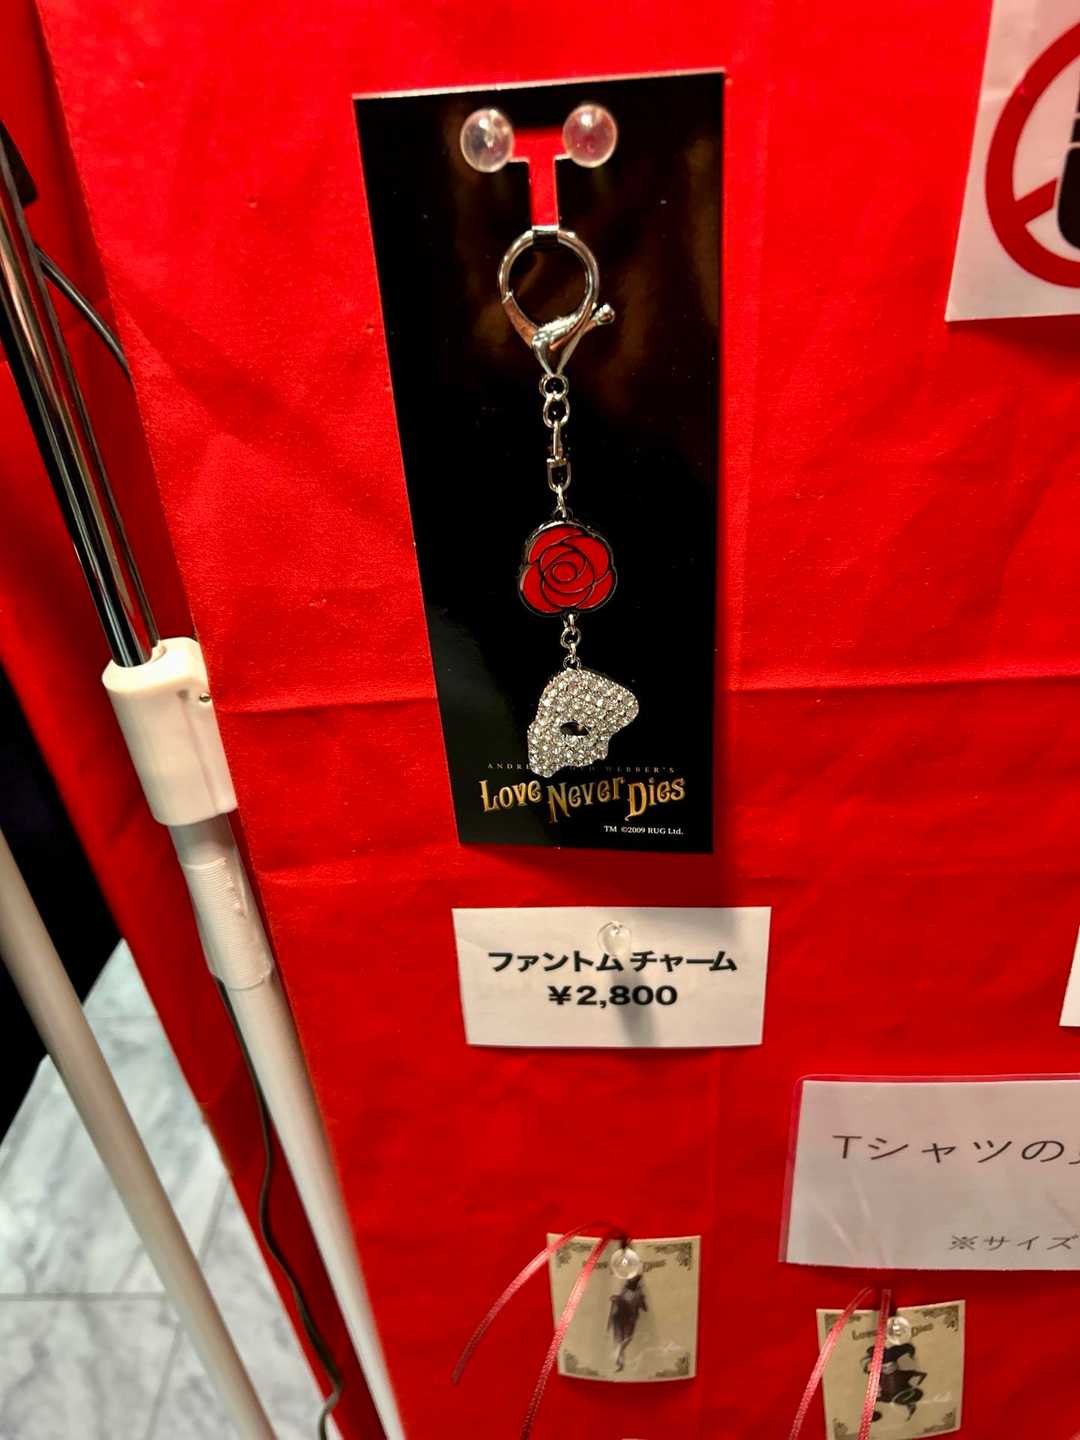 LOVE NEVER DIES
TM ©2009 RUG Ltd.
ファントム チャーム
¥2,800
Tシャツの
※サイズ